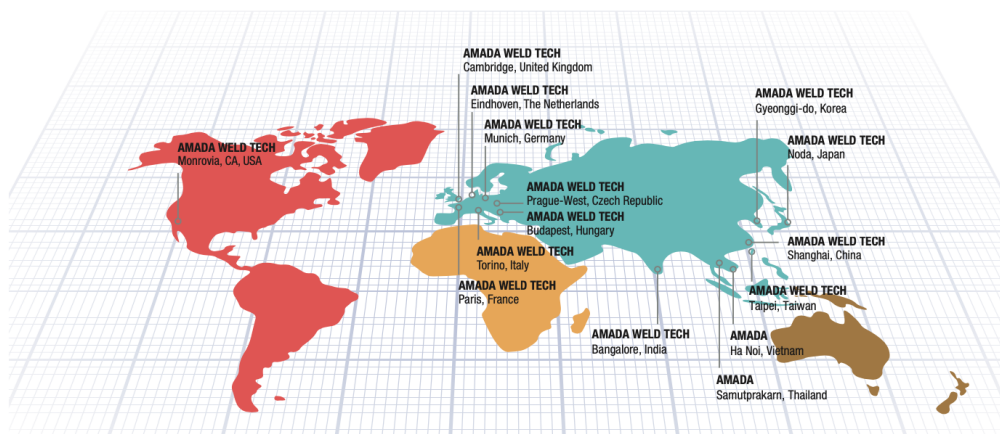 AMADA WELD TECH
Cambridge, United Kingdom
AMADA WELD TECH
Eindhoven, The Netherlands
AMADA WELD TECH
Gyeonggi-do, Korea
AMADA WELD TECH
Munich, Germany
AMADA WELD TECH
Noda, Japan
AMADA WELD TECH
Monrovia, CA, USA
AMADA WELD TECH
Prague-West, Czech Republic
AMADA WELD TECH
Budapest, Hungary
AMADA WELD TECH
Shanghai, China
AMADA WELD TECH
Torino, Italy
AMADA WELD TECH
Paris, France
AMADA WELD TECH
Taipei, Taiwan
AMADA WELD TECH
Bangalore, India
AMADA
Ha Noi, Vietnam
AMADA
Samutprakarn, Thailand